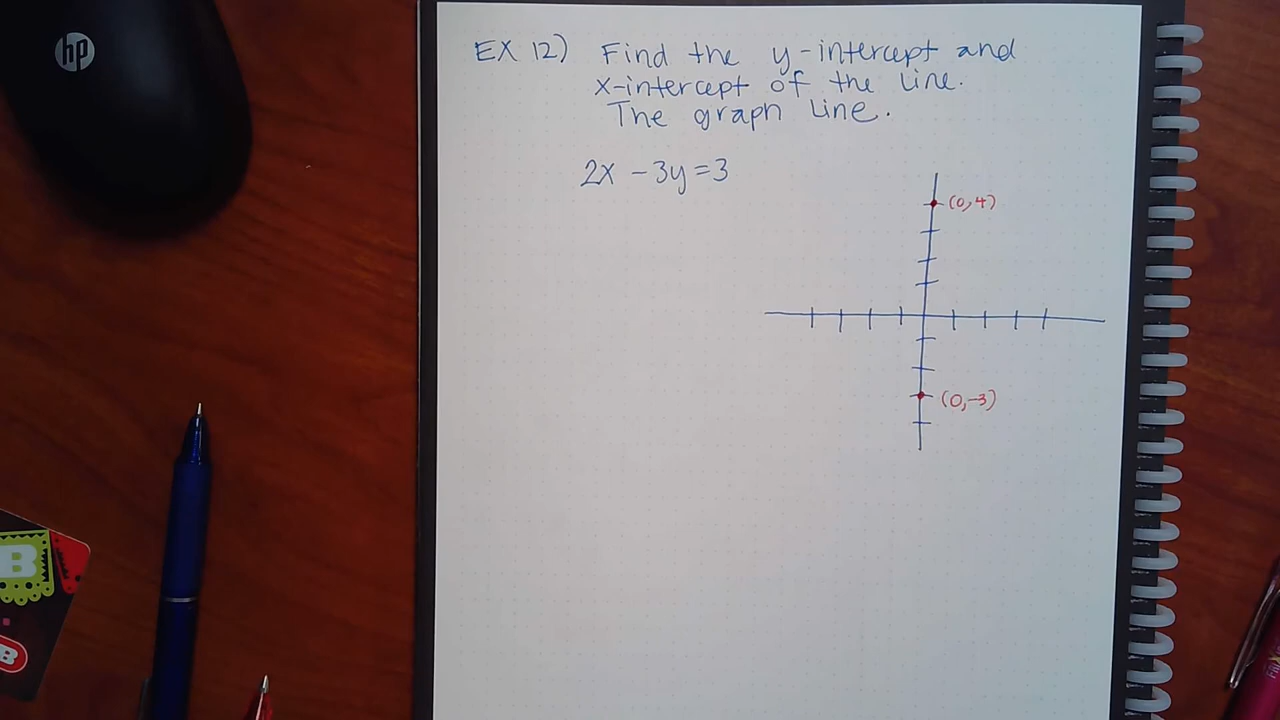 hp
EX 12) Find the y-intercept and
x-intercept of the line.
The graph line.
2x - 3y = 3
(0,4)
(0,-3)
B
B